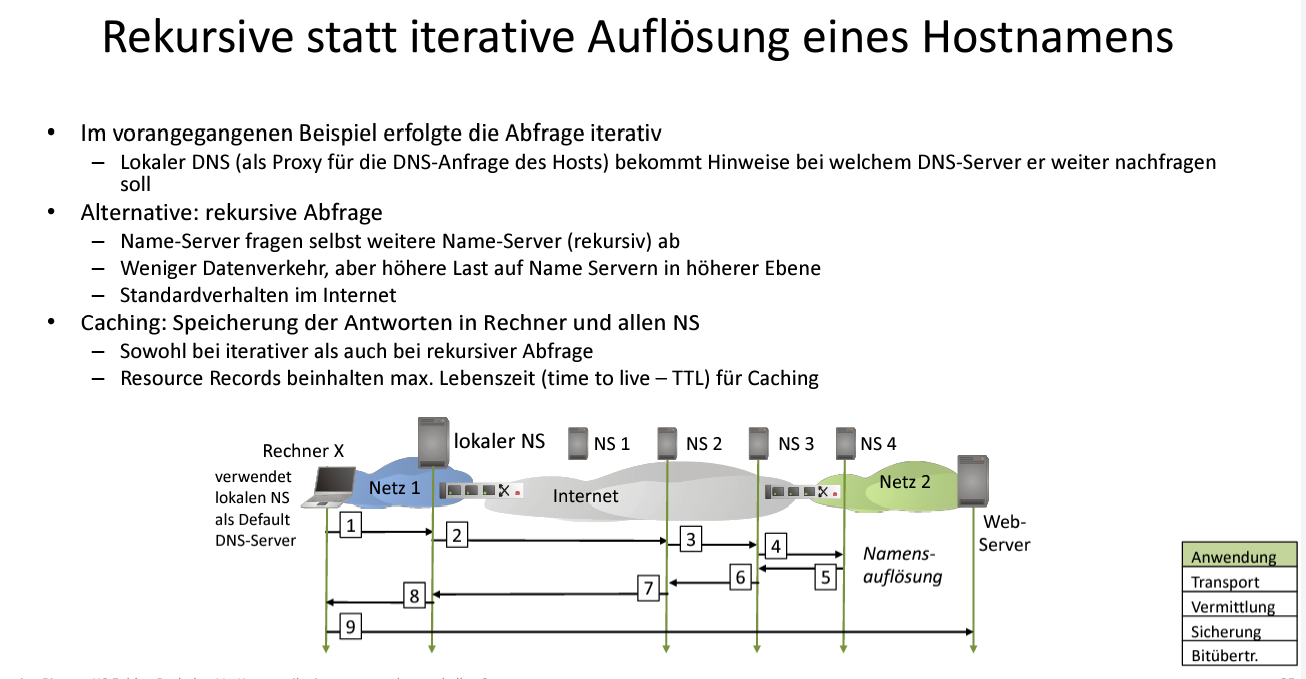 Rekursive statt iterative Auflösung eines Hostnamens
• Im vorangegangenen Beispiel erfolgte die Abfrage iterativ
– Lokaler DNS (als Proxy für die DNS-Anfrage des Hosts) bekommt Hinweise bei welchem DNS-Server er weiter nachfragen
soll
• Alternative: rekursive Abfrage
– Name-Server fragen selbst weitere Name-Server (rekursiv) ab
– Weniger Datenverkehr, aber höhere Last auf Name Servern in höherer Ebene
– Standardverhalten im Internet
• Caching: Speicherung der Antworten in Rechner und allen NS
– Sowohl bei iterativer als auch bei rekursiver Abfrage
– Resource Records beinhalten max. Lebenszeit (time to live – TTL) für Caching
Rechner X
verwendet
lokalen NS
als Default
DNS-Server
lokaler NS
NS 1
NS 2
NS 3
NS 4
Netz 1
Internet
Netz 2
Web-
Server
1
2
3
4
Namens-
auflösung
5
6
7
8
9
Anwendung
Transport
Vermittlung
Sicherung
Bitübertr.